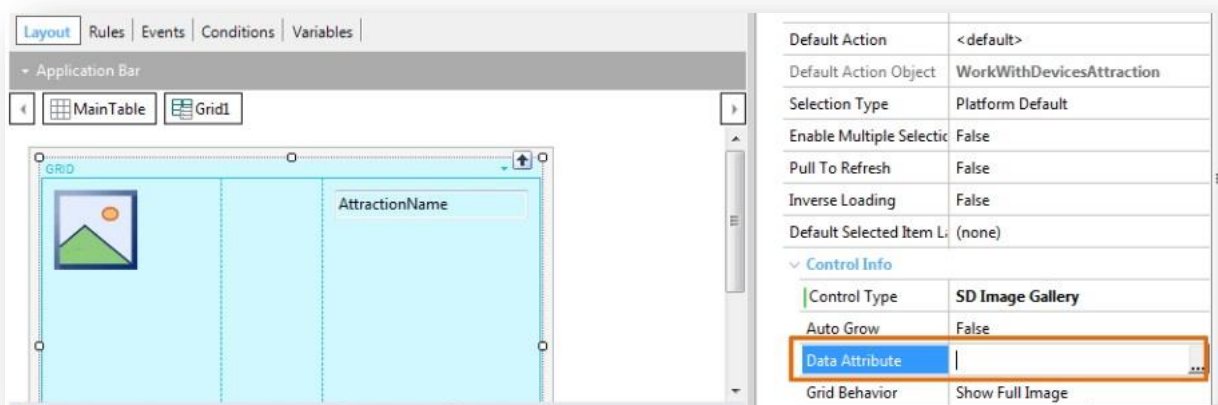 Layout Rules Events Conditions Variables
Application Bar
MainTable Grid1
GRID
AttractionName
Default Action <default>
Default Action Object WorkWithDevicesAttraction
Selection Type Platform Default
Enable Multiple Selectic False
Pull To Refresh False
Inverse Loading False
Default Selected Item La (none)
Control Info
Control Type SD Image Gallery
Auto Grow False
Data Attribute
...
Grid Behavior Show Full Image